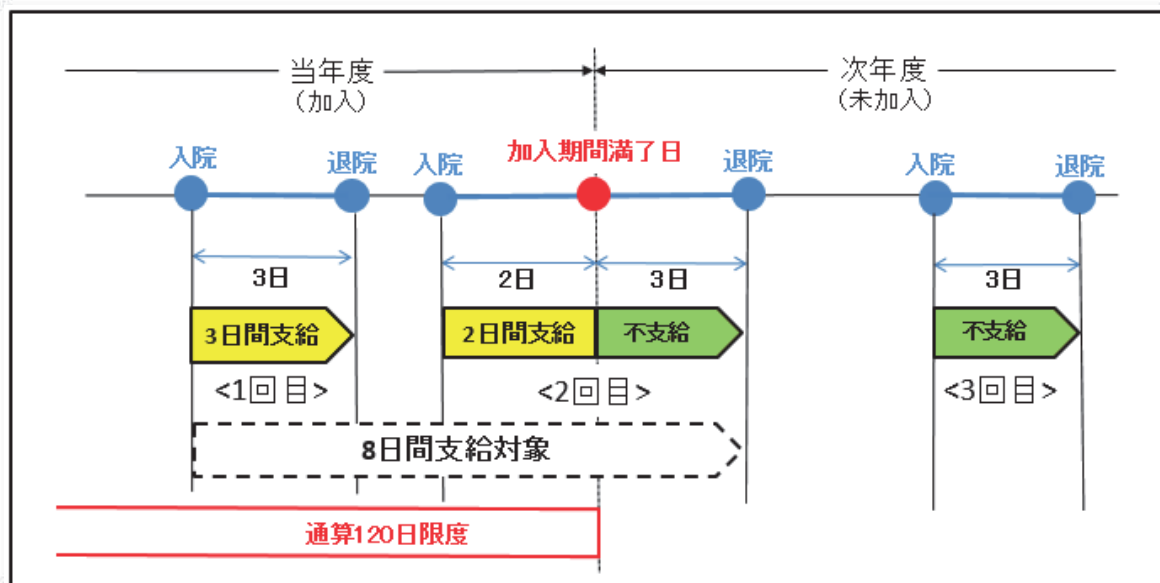 当年度
(加入)
次年度
(未加入)
入院
退院
入院
加入期間満了日
退院
入院
退院
3日
2日
3日
3日
3日間支給
2日間支給
不支給
不支給
<1回目>
<2回目>
<3回目>
8日間支給対象
通算120日限度